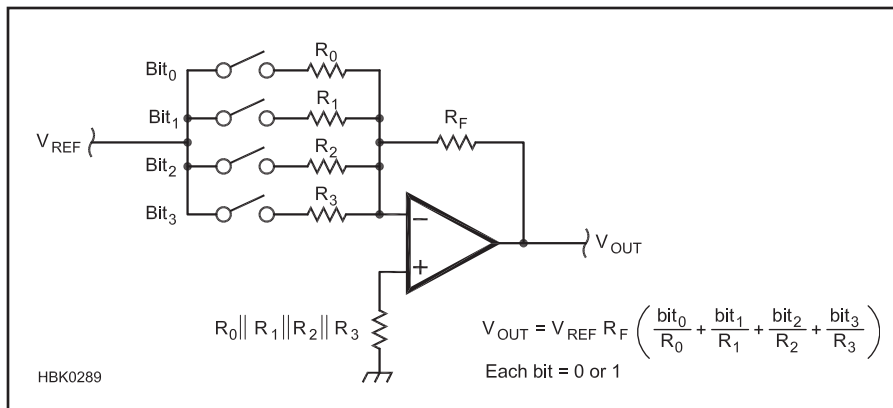 Bit0
R0
Bit1
R1
RF
VREF
Bit2
R2
Bit3
R3
−
+
VOUT
R0 || R1 || R2 || R3
VOUT = VREF RF ( bit0/R0 + bit1/R1 + bit2/R2 + bit3/R3 )
Each bit = 0 or 1
HBK0289